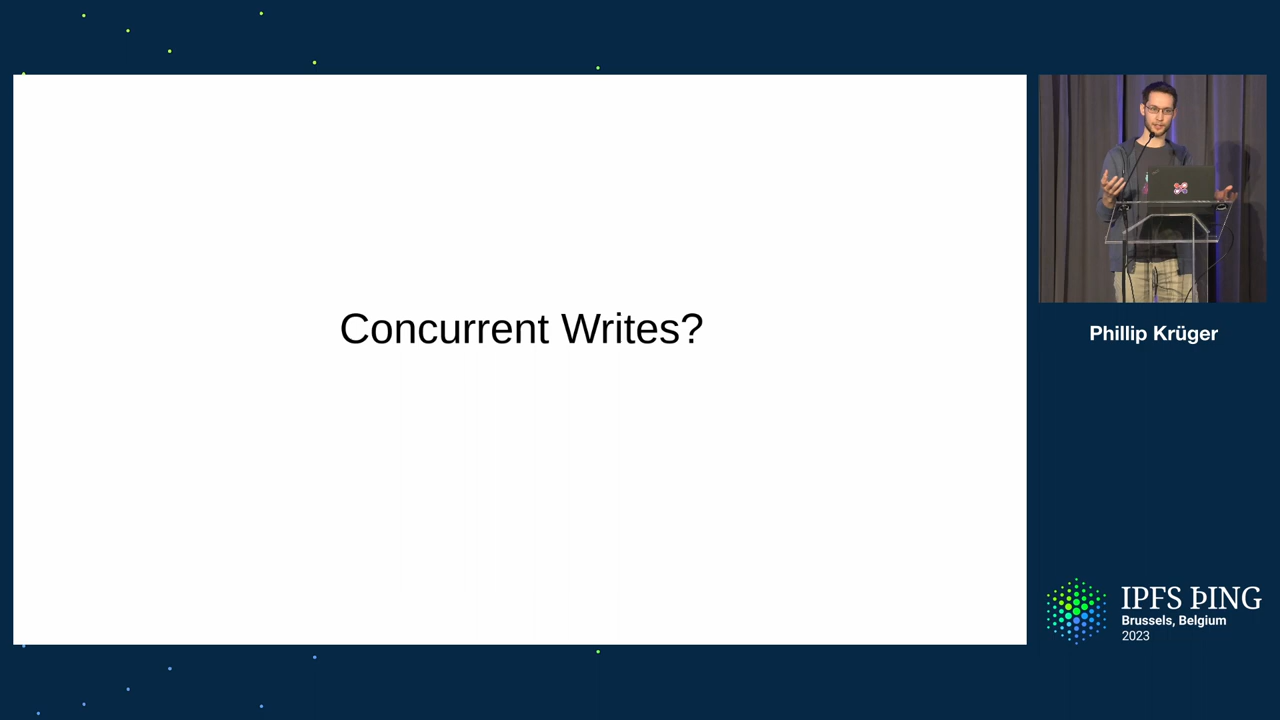 Concurrent Writes?
Phillip Krüger
IPFS ÞING
Brussels, Belgium
2023